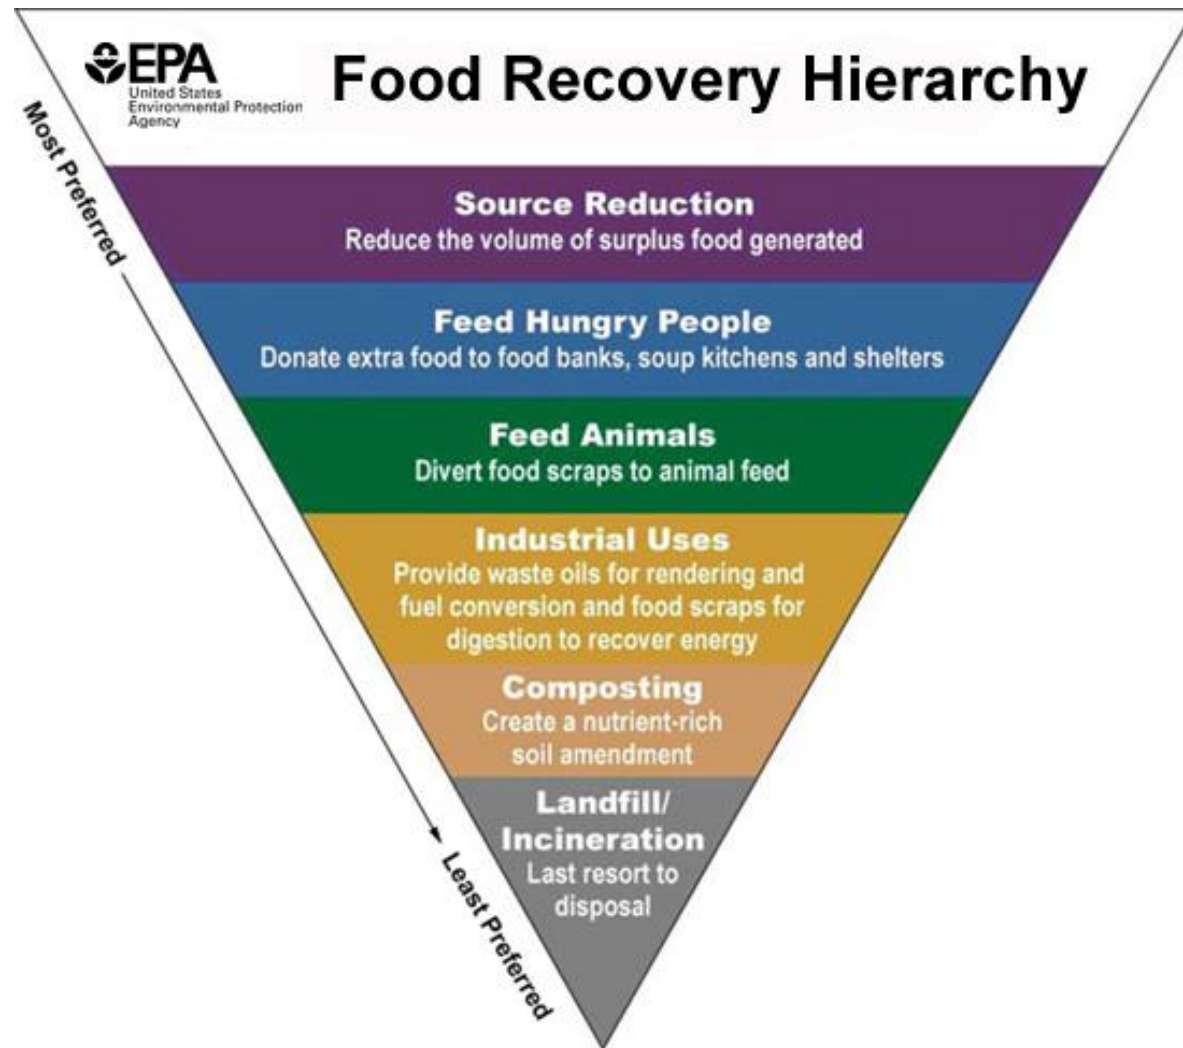 EPA
United States
Environmental Protection
Agency
Food Recovery Hierarchy
Most Preferred
Source Reduction
Reduce the volume of surplus food generated
Feed Hungry People
Donate extra food to food banks, soup kitchens and shelters
Feed Animals
Divert food scraps to animal feed
Industrial Uses
Provide waste oils for rendering and
fuel conversion and food scraps for
digestion to recover energy
Composting
Create a nutrient-rich
soil amendment
Landfill/
Incineration
Last resort to
disposal
Least Preferred